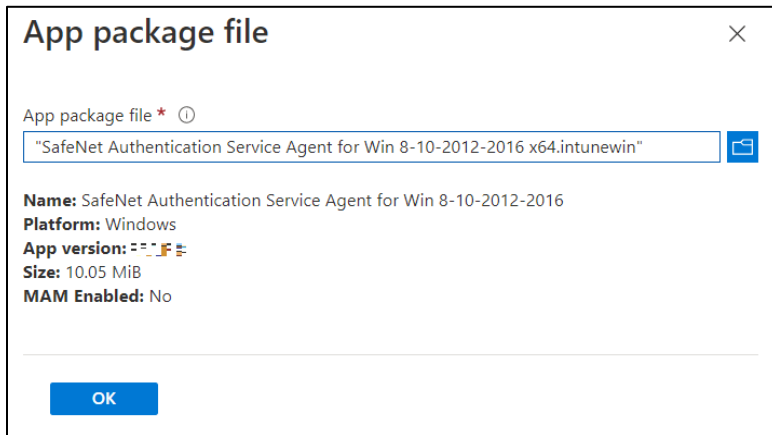 App package file
App package file *
"SafeNet Authentication Service Agent for Win 8-10-2012-2016 x64.intunewin"
Name: SafeNet Authentication Service Agent for Win 8-10-2012-2016
Platform: Windows
App version:
Size: 10.05 MiB
MAM Enabled: No
OK